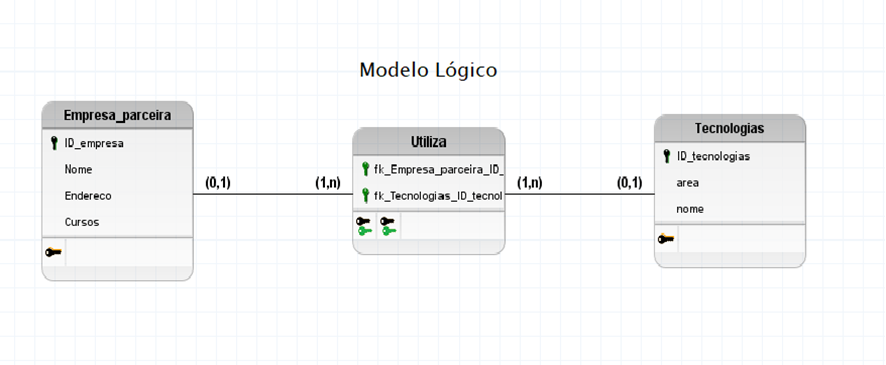 Modelo Lógico
Empresa_parceira
ID_empresa
Nome
Endereco
Cursos
(0,1)
(1,n)
Utiliza
fk_Empresa_parceira_ID_
fk_Tecnologias_ID_tecnol
(1,n)
(0,1)
Tecnologias
ID_tecnologias
area
nome